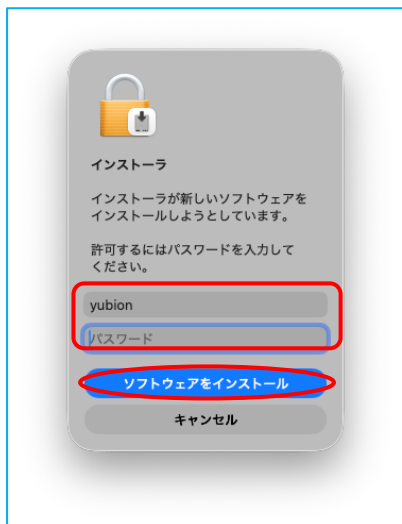 インストーラ
インストーラが新しいソフトウェアを
インストールしようとしています。
許可するにはパスワードを入力して
ください。
yubion
パスワード
ソフトウェアをインストール
キャンセル